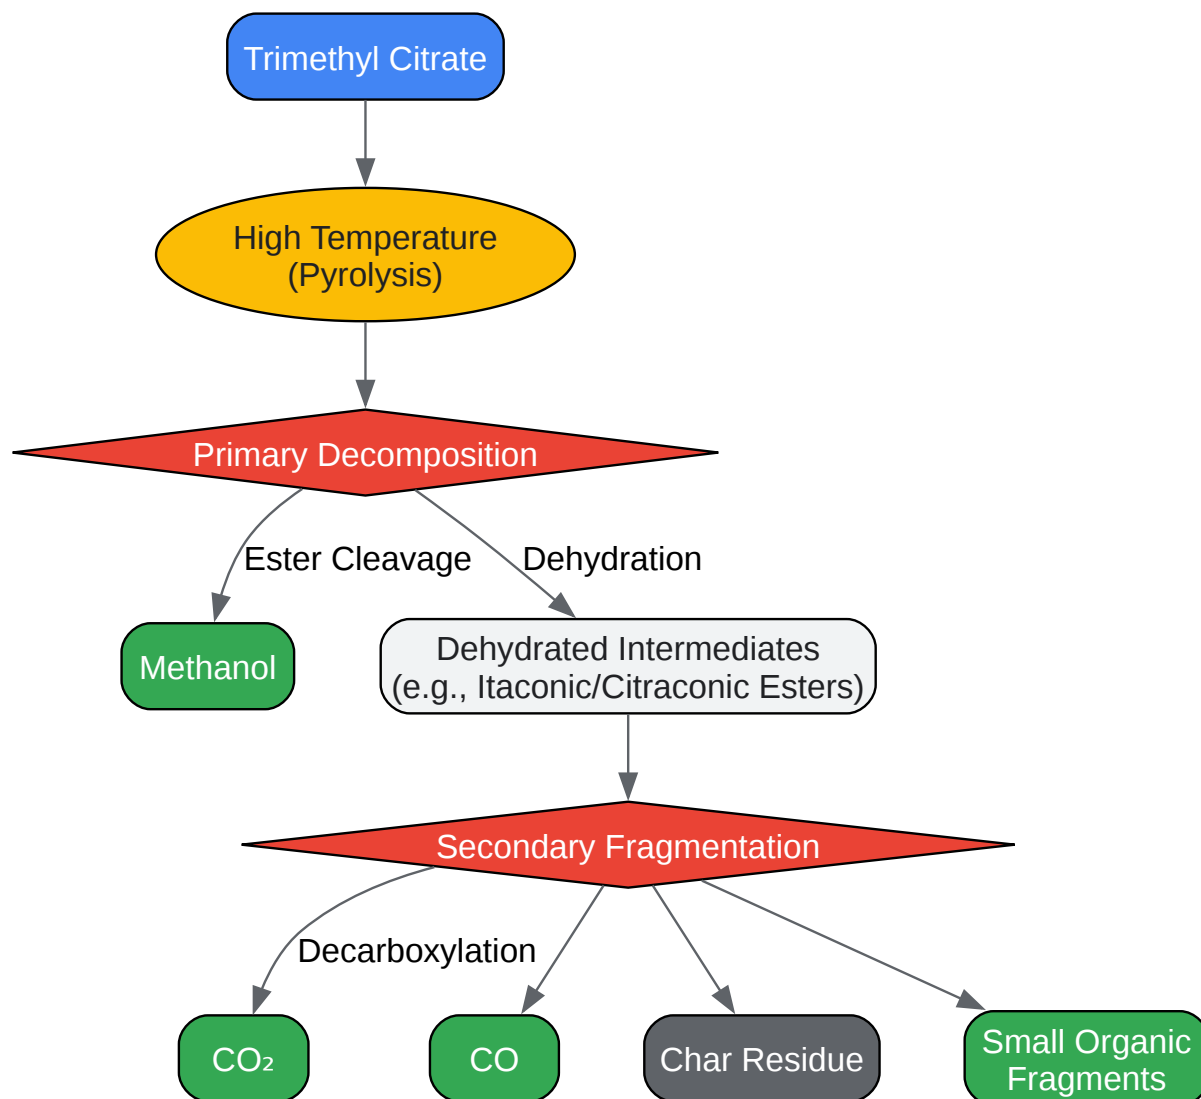 Trimethyl Citrate
High Temperature
(Pyrolysis)
Primary Decomposition
Ester Cleavage
Dehydration
Methanol
Dehydrated Intermediates
(e.g., Itaconic/Citraconic Esters)
Secondary Fragmentation
Decarboxylation
CO₂
CO
Char Residue
Small Organic
Fragments